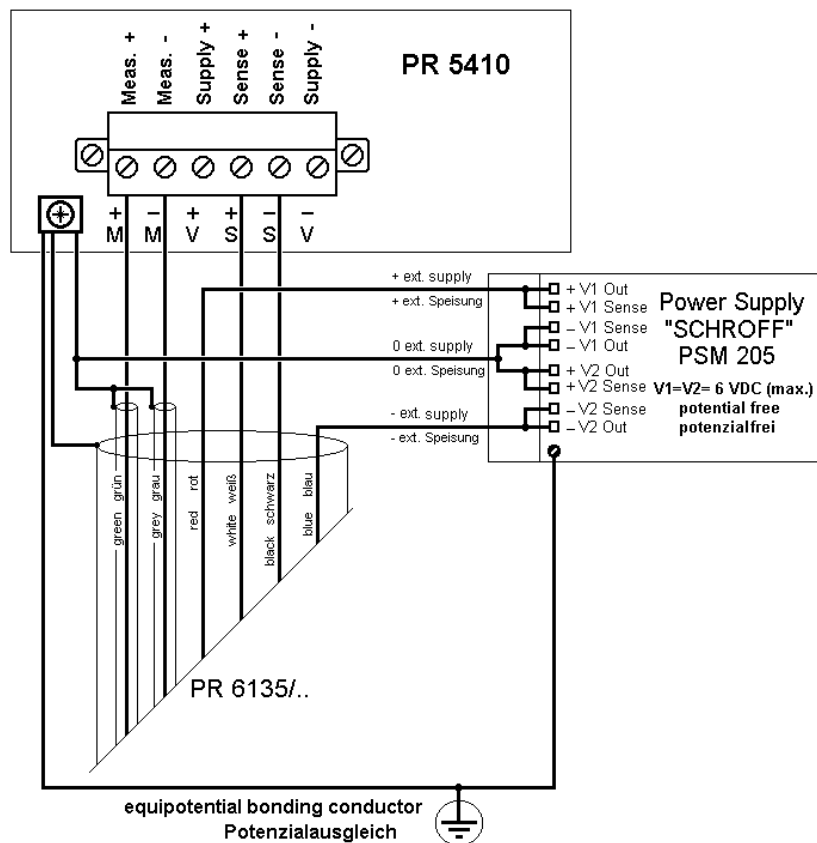 PR 5410
Meas. +
Meas. -
Supply +
Sense +
Sense -
Supply -
+ − + + − −
M M V S S V
+ ext. supply
+ ext. Speisung
0 ext. supply
0 ext. Speisung
- ext. supply
- ext. Speisung
+ V1 Out
+ V1 Sense
− V1 Sense
− V1 Out
+ V2 Out
+ V2 Sense
− V2 Sense
− V2 Out
Power Supply
"SCHROFF"
PSM 205
V1=V2= 6 VDC (max.)
potential free
potenzialfrei
green grün
grey grau
red rot
white weiß
black schwarz
blue blau
PR 6135/..
equipotential bonding conductor
Potenzialausgleich